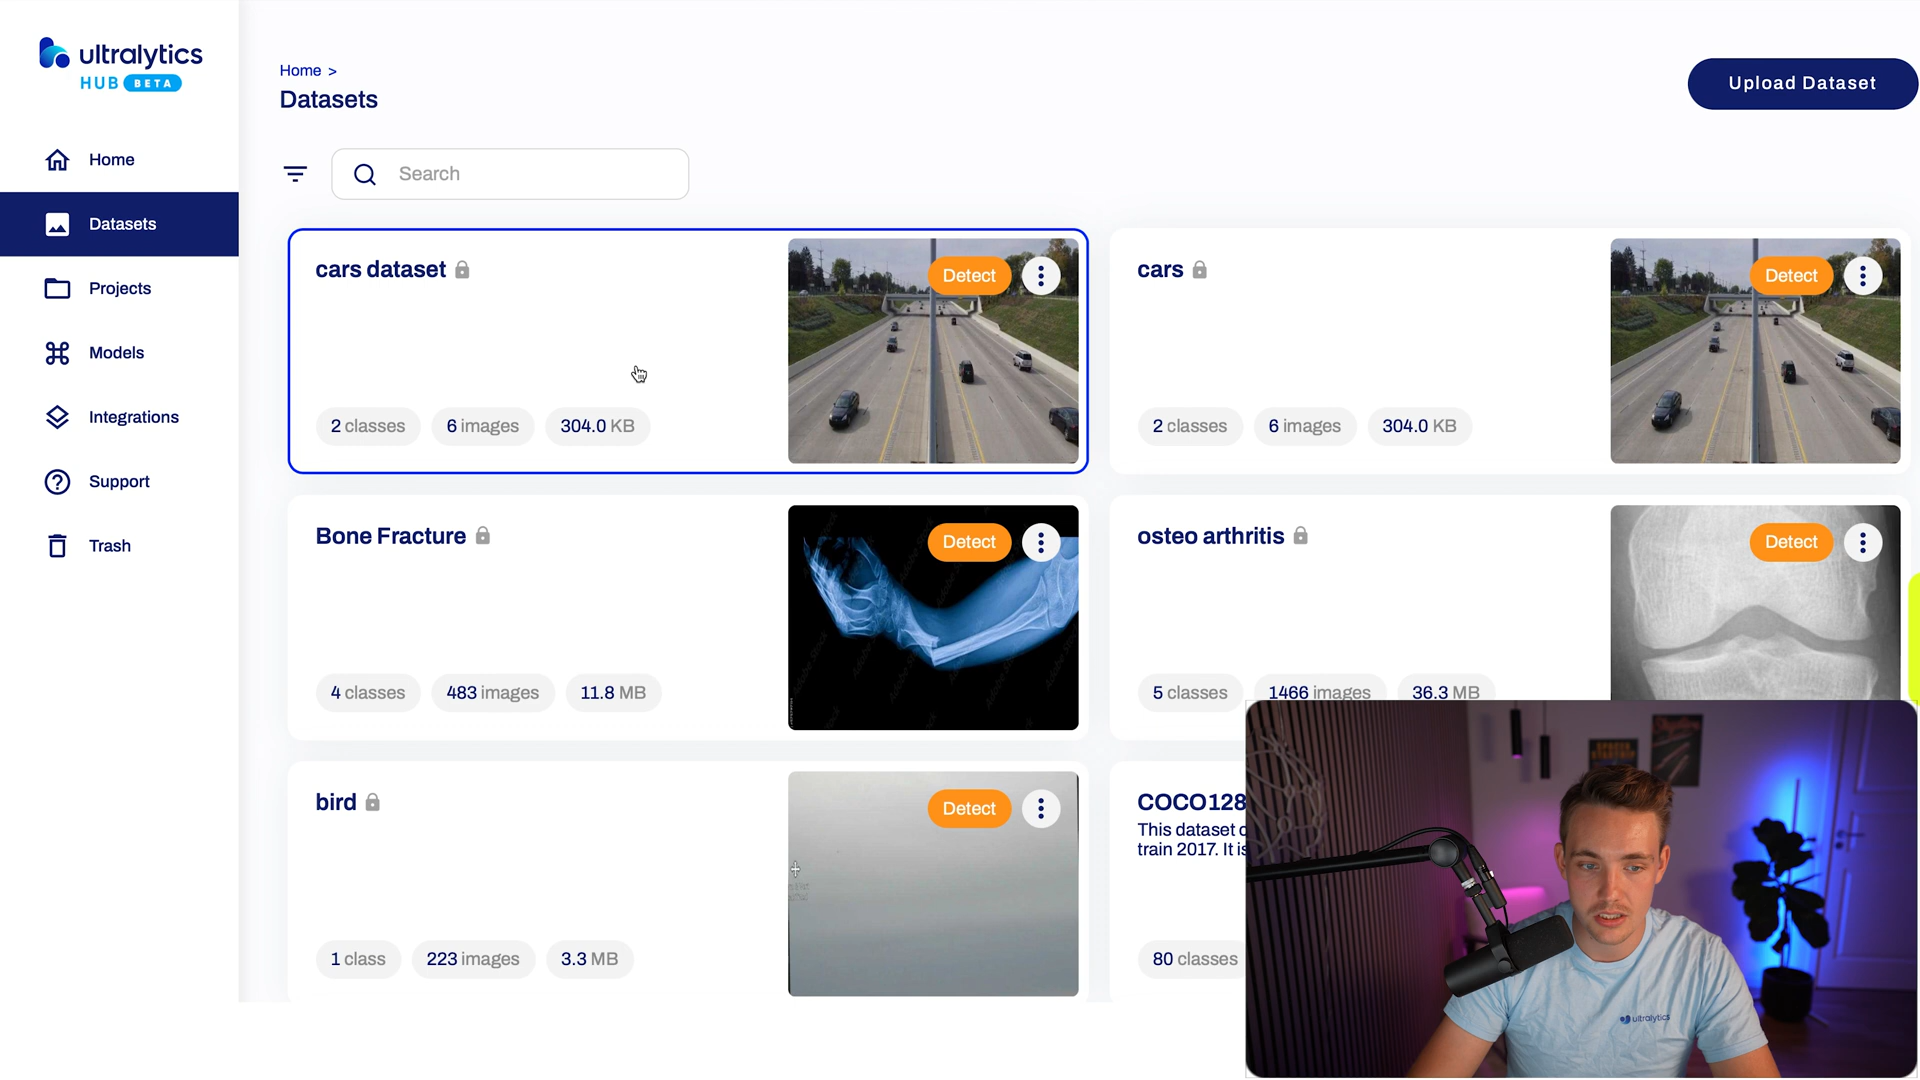 ultralytics
HUB BETA
Home
Datasets
Projects
Models
Integrations
Support
Trash
Home >
Datasets
Upload Dataset
Search
cars dataset
Detect
2 classes
6 images
304.0 KB
cars
Detect
2 classes
6 images
304.0 KB
Bone Fracture
Detect
4 classes
483 images
11.8 MB
osteo arthritis
Detect
5 classes
1466 images
36.3 MB
bird
Detect
1 class
223 images
3.3 MB
COCO128
This dataset
train 2017. It is
80 classes
ultralytics